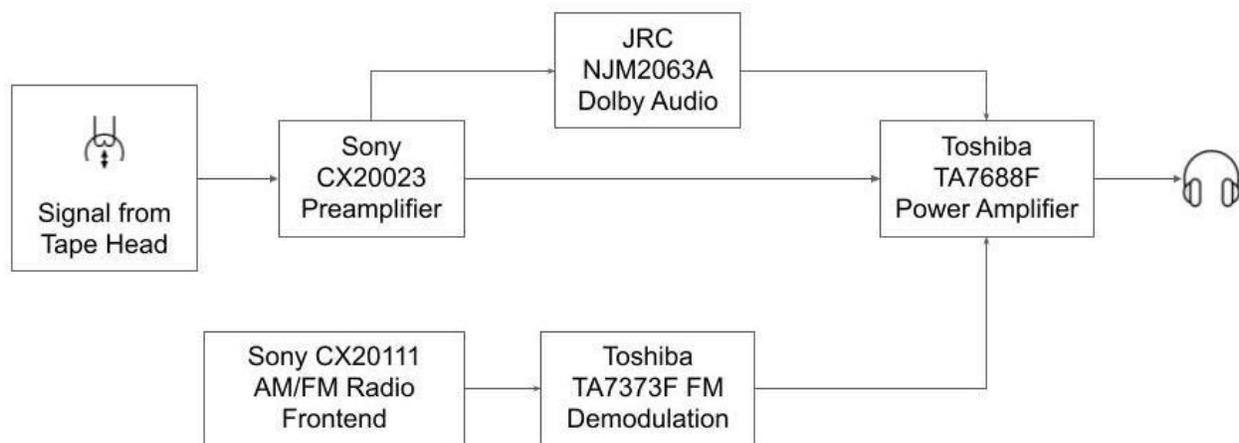 JRC
NJM2063A
Dolby Audio
Signal from
Tape Head
Sony
CX20023
Preamplifier
Toshiba
TA7688F
Power Amplifier
Sony CX20111
AM/FM Radio
Frontend
Toshiba
TA7373F FM
Demodulation